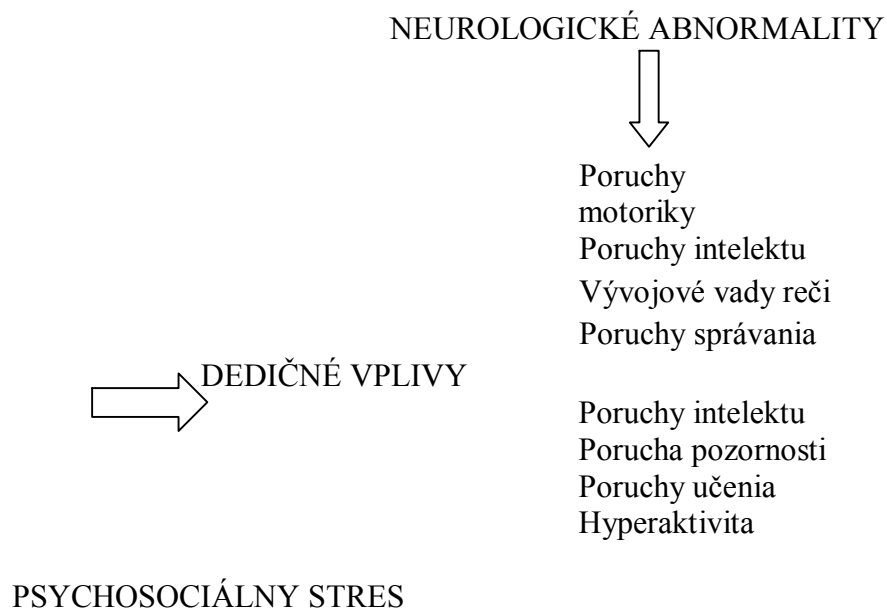 NEUROLOGICKÉ ABNORMALITY
Poruchy
motoriky
Poruchy intelektu
Vývojové vady reči
Poruchy správania
DEDIČNÉ VPLIVY
Poruchy intelektu
Porucha pozornosti
Poruchy učenia
Hyperaktivita
PSYCHOSOCIÁLNY STRES